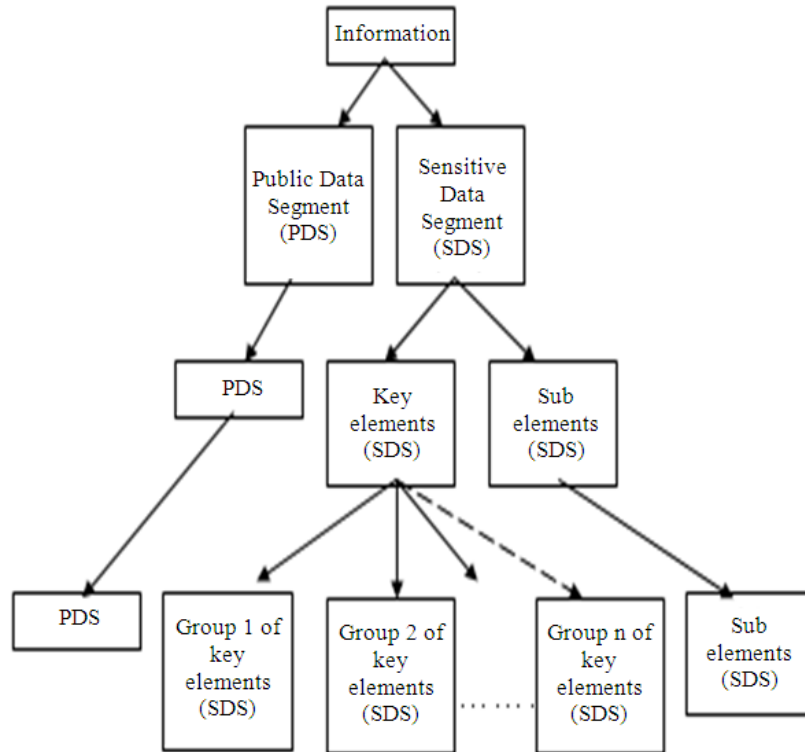 Information
Public Data
Segment
(PDS)
Sensitive
Data
Segment
(SDS)
PDS
Key
elements
(SDS)
Sub
elements
(SDS)
PDS
Group 1 of
key
elements
(SDS)
Group 2 of
key
elements
(SDS)
Group n of
key
elements
(SDS)
Sub
elements
(SDS)